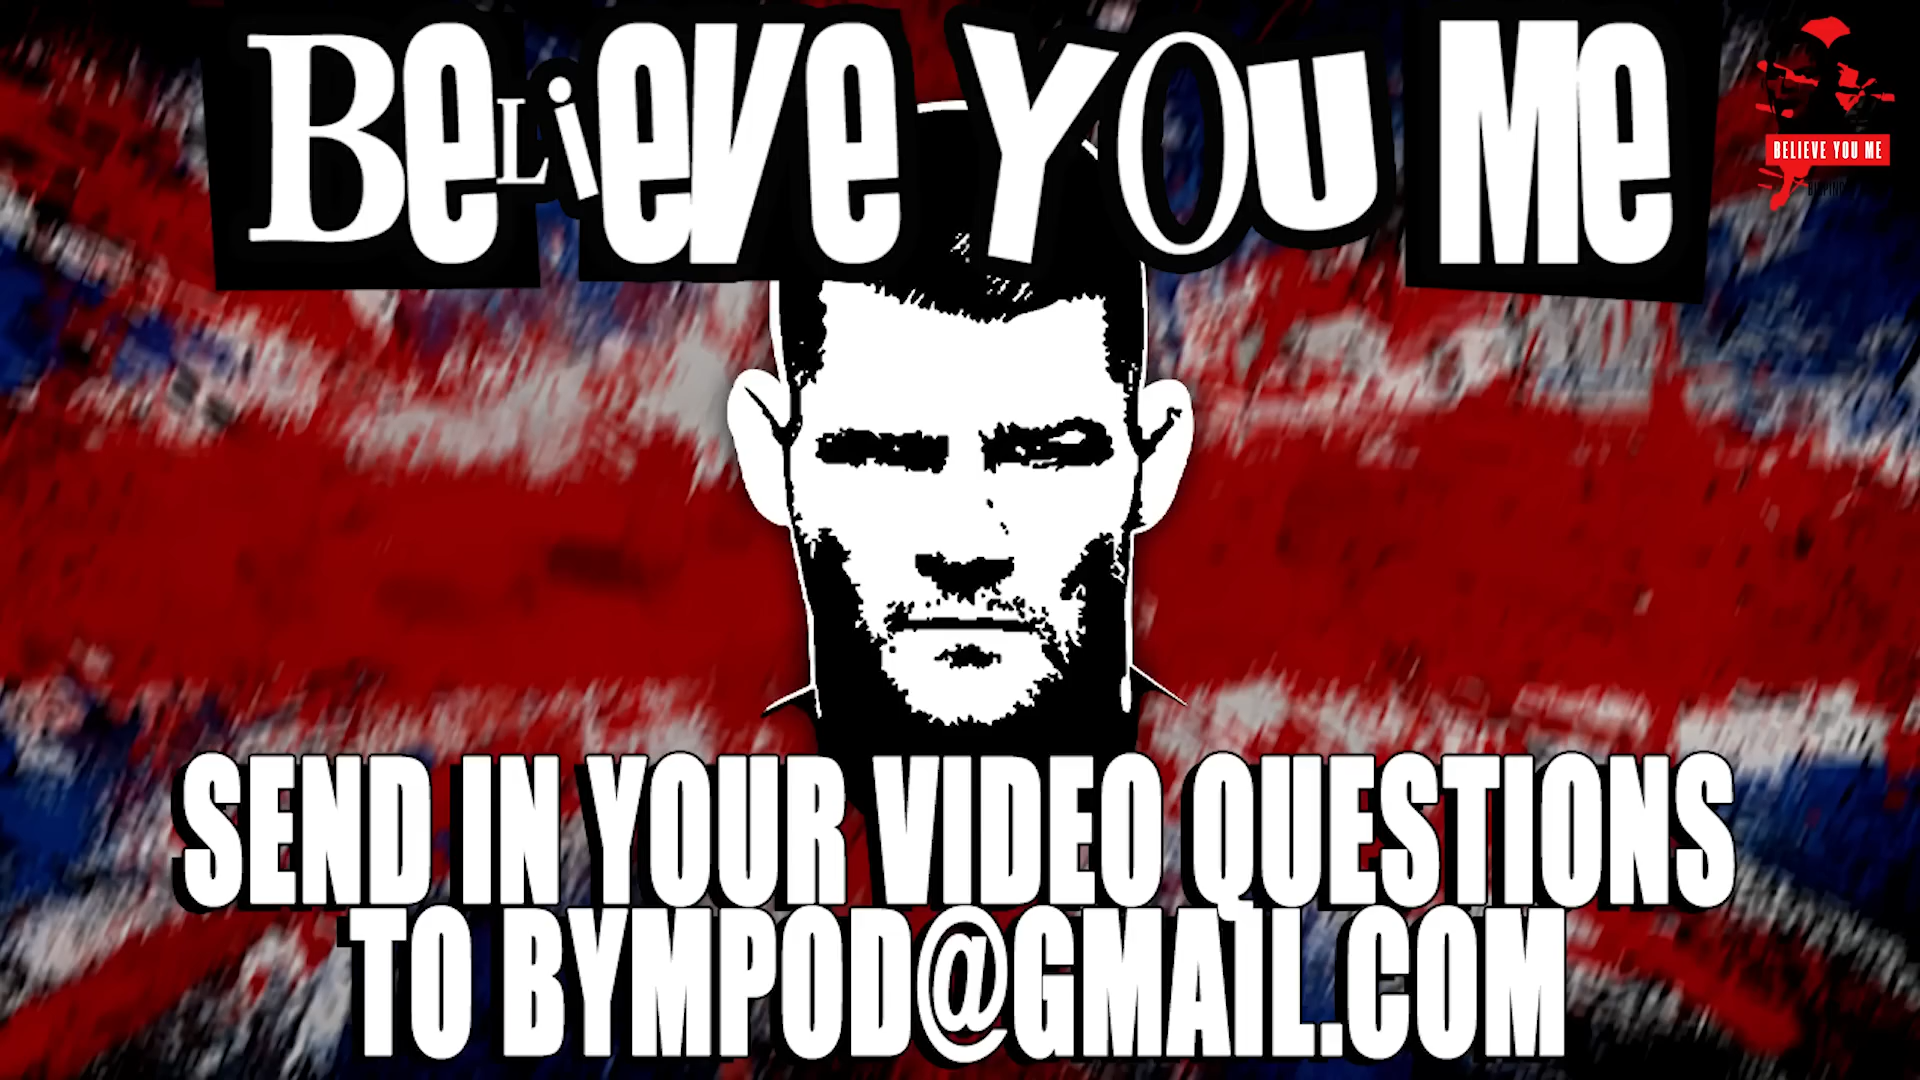 BeLieVe YOU Me
BELIEVE YOU ME
SEND IN YOUR VIDEO QUESTIONS
TO BYMPOD@GMAIL.COM